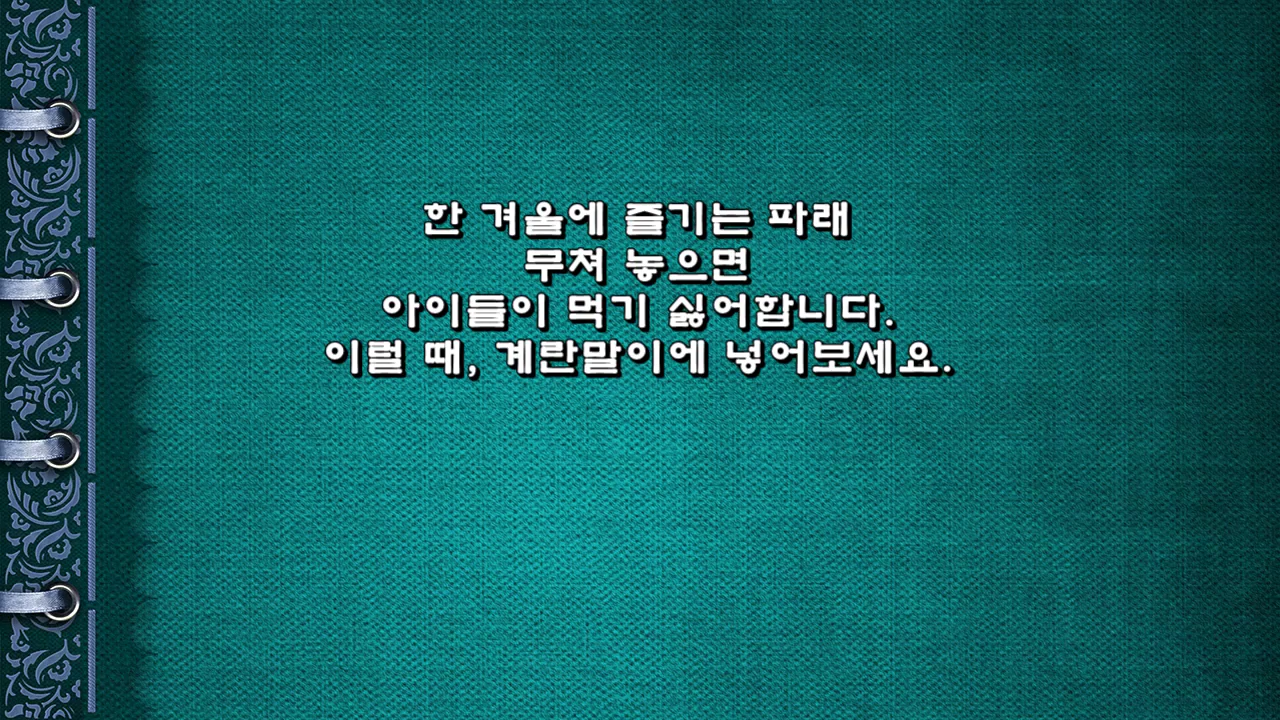 한 겨울에 즐기는 파래
무쳐 놓으면
아이들이 먹기 싫어합니다.
이럴 때, 계란말이에 넣어보세요.